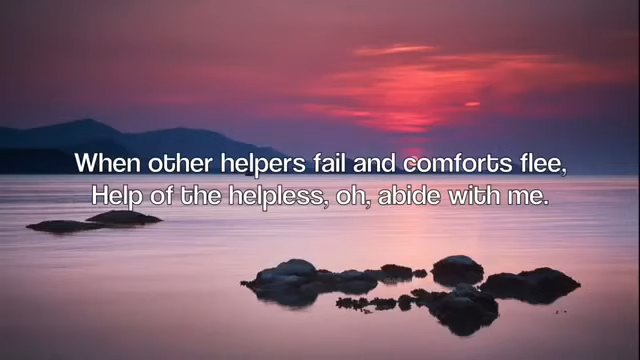 When other helpers fail and comforts flee,
Help of the helpless, oh, abide with me.